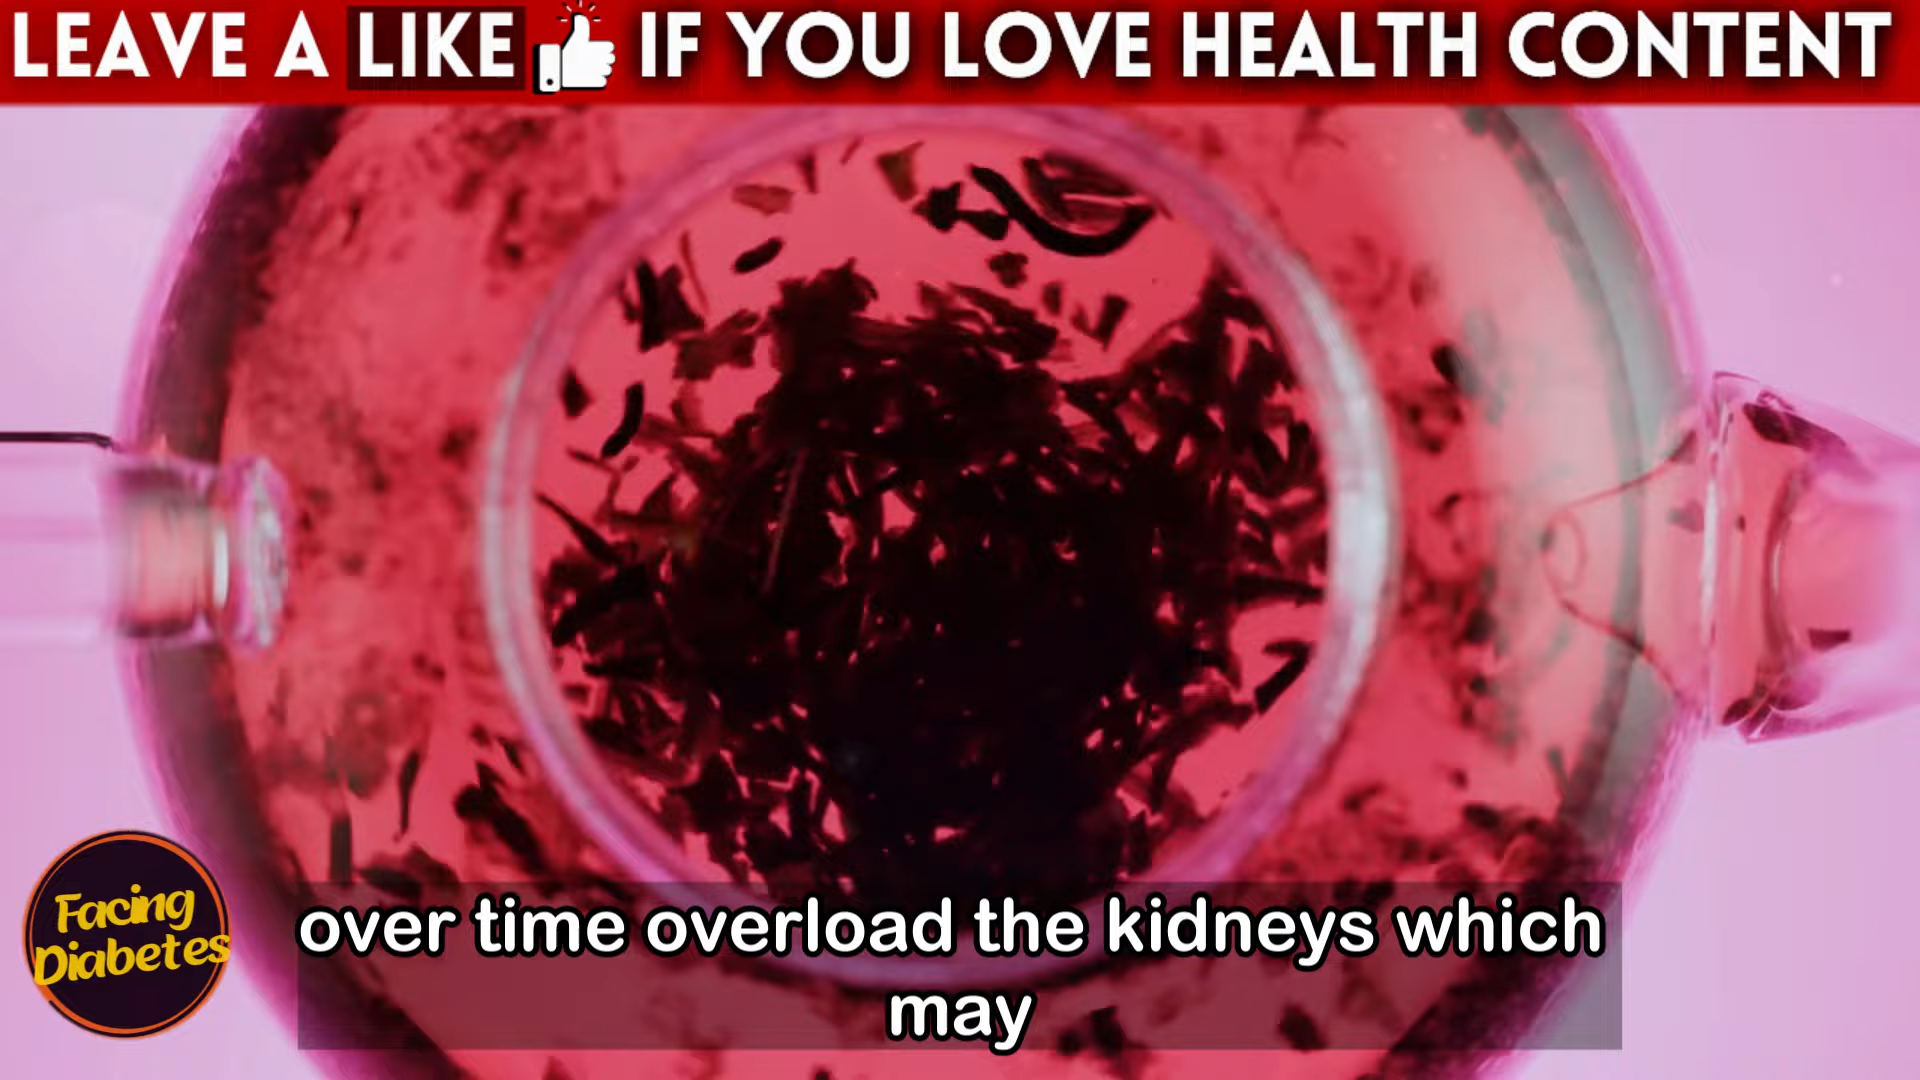 LEAVE A LIKE IF YOU LOVE HEALTH CONTENT
Facing
Diabetes
over time overload the kidneys which
may